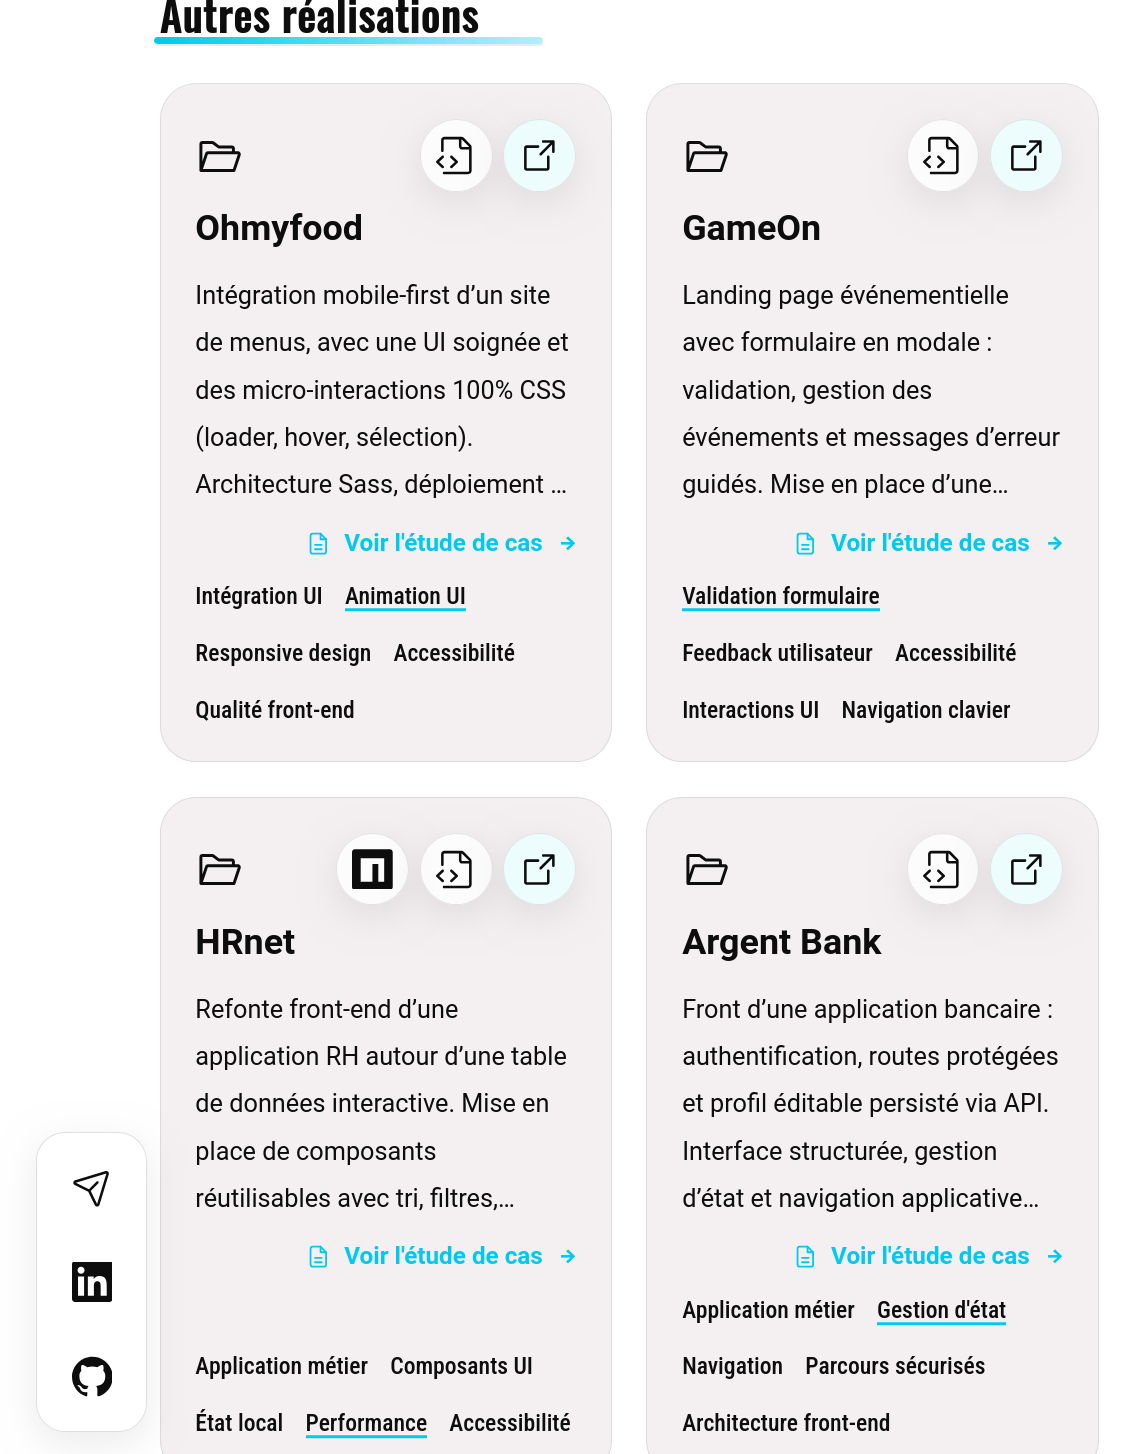 Autres réalisations
Ohmyfood
Intégration mobile-first d’un site
de menus, avec une UI soignée et
des micro-interactions 100% CSS
(loader, hover, sélection).
Architecture Sass, déploiement ...
Voir l'étude de cas
Intégration UI Animation UI
Responsive design Accessibilité
Qualité front-end
GameOn
Landing page événementielle
avec formulaire en modale :
validation, gestion des
événements et messages d’erreur
guidés. Mise en place d’une...
Voir l'étude de cas
Validation formulaire
Feedback utilisateur Accessibilité
Interactions UI Navigation clavier
HRnet
Refonte front-end d’une
application RH autour d’une table
de données interactive. Mise en
place de composants
réutilisables avec tri, filtres,...
Voir l'étude de cas
Application métier Composants UI
État local Performance Accessibilité
Argent Bank
Front d’une application bancaire :
authentification, routes protégées
et profil éditable persisté via API.
Interface structurée, gestion
d’état et navigation applicative...
Voir l'étude de cas
Application métier Gestion d'état
Navigation Parcours sécurisés
Architecture front-end
in